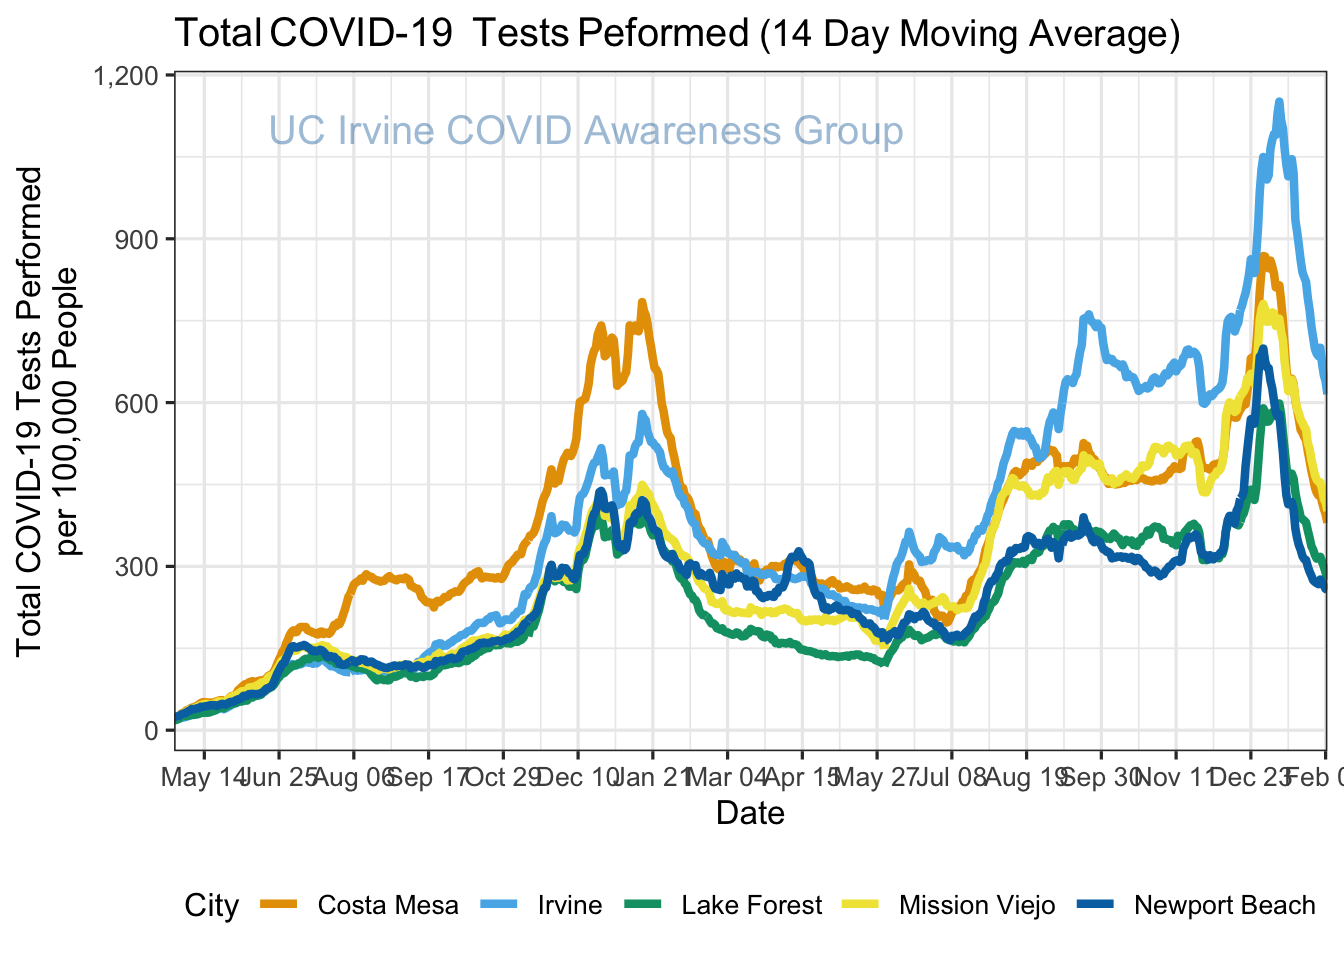 Total COVID-19 Tests Peformed (14 Day Moving Average)
UC Irvine COVID Awareness Group
Total COVID-19 Tests Performed
per 100,000 People
1,200
900
600
300
0
May 14 Jun 25 Aug 06 Sep 17 Oct 29 Dec 10 Jan 21 Mar 04 Apr 15 May 27 Jul 08 Aug 19 Sep 30 Nov 11 Dec 23 Feb 0
Date
City Costa Mesa Irvine Lake Forest Mission Viejo Newport Beach